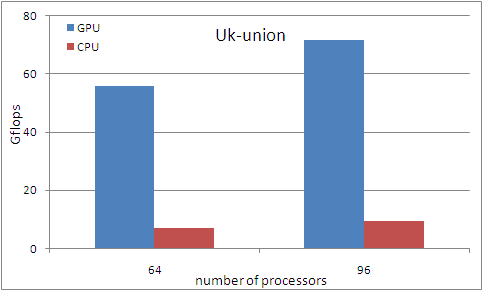 Uk-union
GPU
CPU
Gflops
80
60
40
20
0
64
96
number of processors